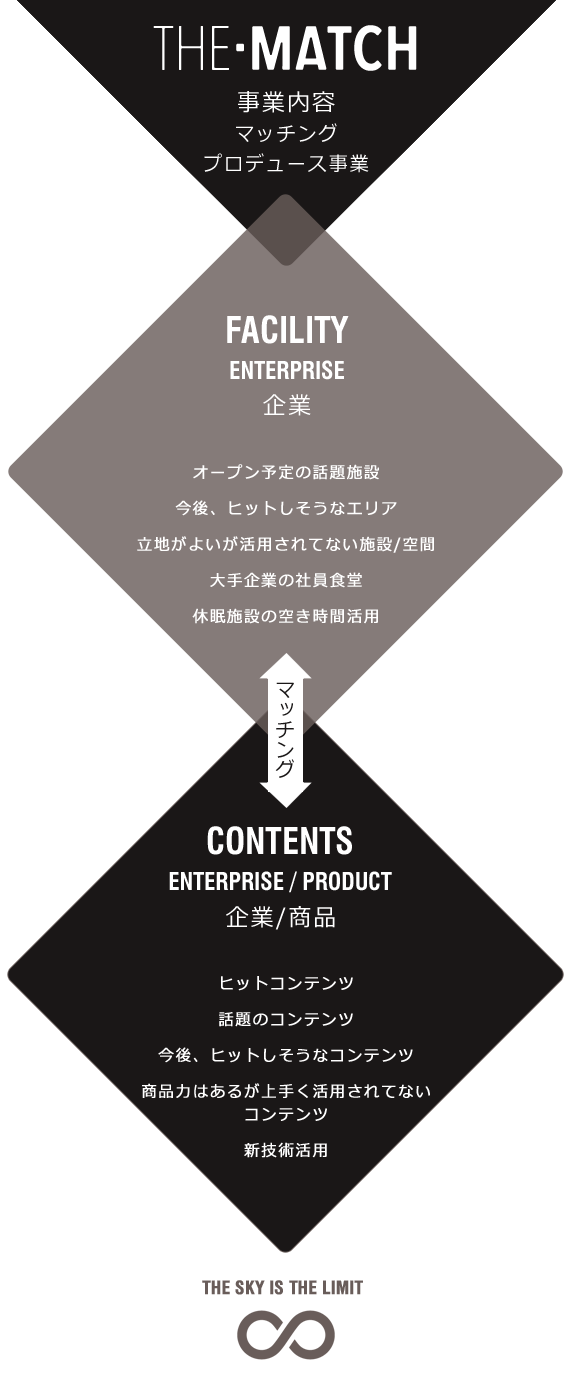 THE·MATCH
事業内容
マッチング
プロデュース事業
FACILITY
ENTERPRISE
企業
オープン予定の話題施設
今後、ヒットしそうなエリア
立地がよいが活用されてない施設/空間
大手企業の社員食堂
休眠施設の空き時間活用
マッチング
CONTENTS
ENTERPRISE / PRODUCT
企業/商品
ヒットコンテンツ
話題のコンテンツ
今後、ヒットしそうなコンテンツ
商品力はあるが上手く活用されてない
コンテンツ
新技術活用
THE SKY IS THE LIMIT